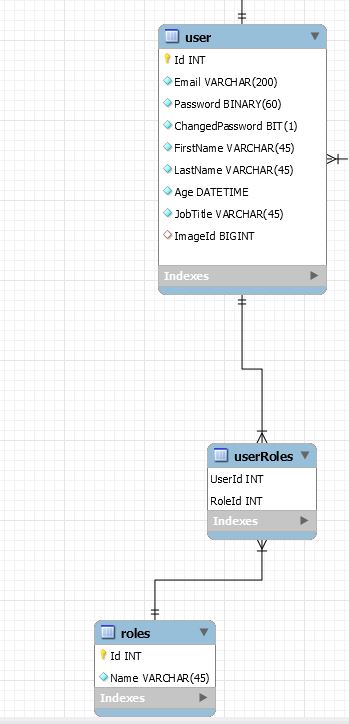 user
Id INT
Email VARCHAR(200)
Password BINARY(60)
ChangedPassword BIT(1)
FirstName VARCHAR(45)
LastName VARCHAR(45)
Age DATETIME
JobTitle VARCHAR(45)
ImageId BIGINT
Indexes
userRoles
UserId INT
RoleId INT
Indexes
roles
Id INT
Name VARCHAR(45)
Indexes